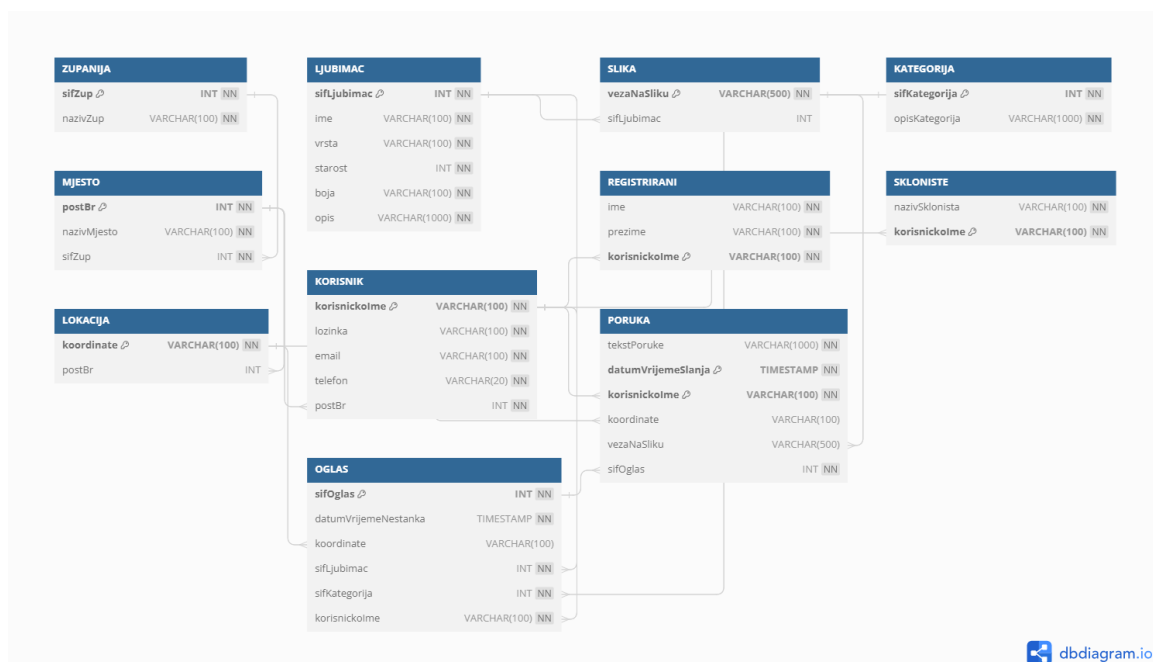 ZUPANIJA
sifZup INT NN
nazivZup VARCHAR(100) NN
MJESTO
postBr INT NN
nazivMjesto VARCHAR(100) NN
sifZup INT NN
LOKACIJA
koordinate VARCHAR(100) NN
postBr INT
LJUBIMAC
sifLjubimac INT NN
ime VARCHAR(100) NN
vrsta VARCHAR(100) NN
starost INT NN
boja VARCHAR(100) NN
opis VARCHAR(1000) NN
KORISNIK
korisnickoIme VARCHAR(100) NN
lozinka VARCHAR(100) NN
email VARCHAR(100) NN
telefon VARCHAR(20) NN
postBr INT NN
OGLAS
sifOglas INT NN
datumVrijemeNestanka TIMESTAMP NN
koordinate VARCHAR(100)
sifLjubimac INT NN
sifKategorija INT NN
korisnickoIme VARCHAR(100) NN
SLIKA
vezaNaSliku VARCHAR(500) NN
sifLjubimac INT
REGISTRIRANI
ime VARCHAR(100) NN
prezime VARCHAR(100) NN
korisnickoIme VARCHAR(100) NN
PORUKA
tekstPoruke VARCHAR(1000) NN
datumVrijemeSlanja TIMESTAMP NN
korisnickoIme VARCHAR(100) NN
koordinate VARCHAR(100)
vezaNaSliku VARCHAR(500)
sifOglas INT NN
KATEGORIJA
sifKategorija INT NN
opisKategorija VARCHAR(1000) NN
SKLONISTE
nazivSklonista VARCHAR(100) NN
korisnickoIme VARCHAR(100) NN
dbdiagram.io